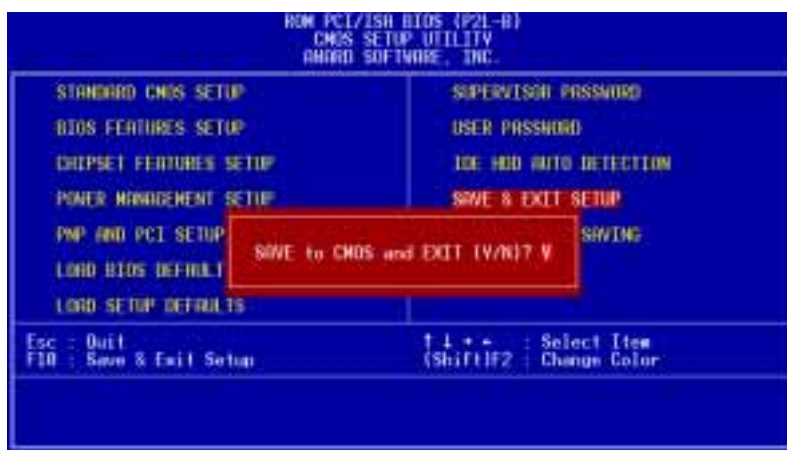 ROM PCI/ISA BIOS (P2L-B)
CMOS SETUP UTILITY
AWARD SOFTWARE, INC.
STANDARD CMOS SETUP
BIOS FEATURES SETUP
CHIPSET FEATURES SETUP
POWER MANAGEMENT SETUP
PNP AND PCI SETUP
LOAD BIOS DEFAULT
LOAD SETUP DEFAULTS
SUPERVISOR PASSWORD
USER PASSWORD
IDE HDD AUTO DETECTION
SAVE & EXIT SETUP
SAVING
SAVE to CMOS and EXIT (Y/N)? Y
Esc : Quit
F10 : Save & Exit Setup
↑ ↓ → ← : Select Item
(Shift)F2 : Change Color